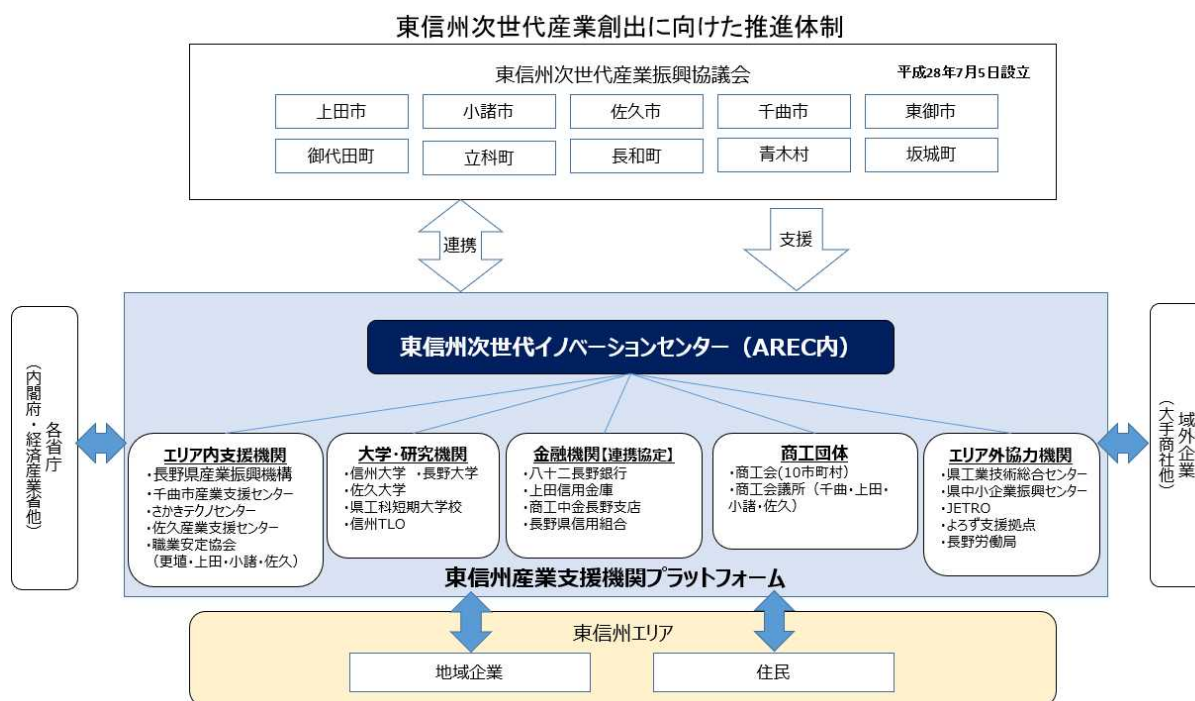 東信州次世代産業創出に向けた推進体制
東信州次世代産業振興協議会
平成28年7月5日設立
上田市
小諸市
佐久市
千曲市
東御市
御代田町
立科町
長和町
青木村
坂城町
連携
支援
各省庁
（内閣府・経済産業省他）
東信州次世代イノベーションセンター（AREC内）
域外企業
（大手商社他）
エリア内支援機関
・長野県産業振興機構
・千曲市産業支援センター
・さかきテクノセンター
・佐久産業支援センター
・職業安定協会
（更埴・上田・小諸・佐久）
大学・研究機関
・信州大学 ・長野大学
・佐久大学
・県工科短期大学校
・信州TLO
金融機関【連携協定】
・八十二長野銀行
・上田信用金庫
・商工中金長野支店
・長野県信用組合
商工団体
・商工会(10市町村)
・商工会議所（千曲・上田・
小諸・佐久）
エリア外協力機関
・県工業技術総合センター
・県中小企業振興センター
・JETRO
・よろず支援拠点
・長野労働局
東信州産業支援機関プラットフォーム
東信州エリア
地域企業
住民